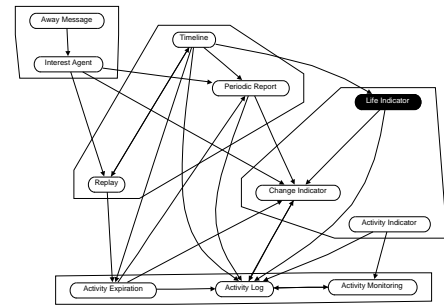 Away Message
Timeline
Interest Agent
Periodic Report
Life Indicator
Replay
Change Indicator
Activity Indicator
Activity Expiration
Activity Log
Activity Monitoring